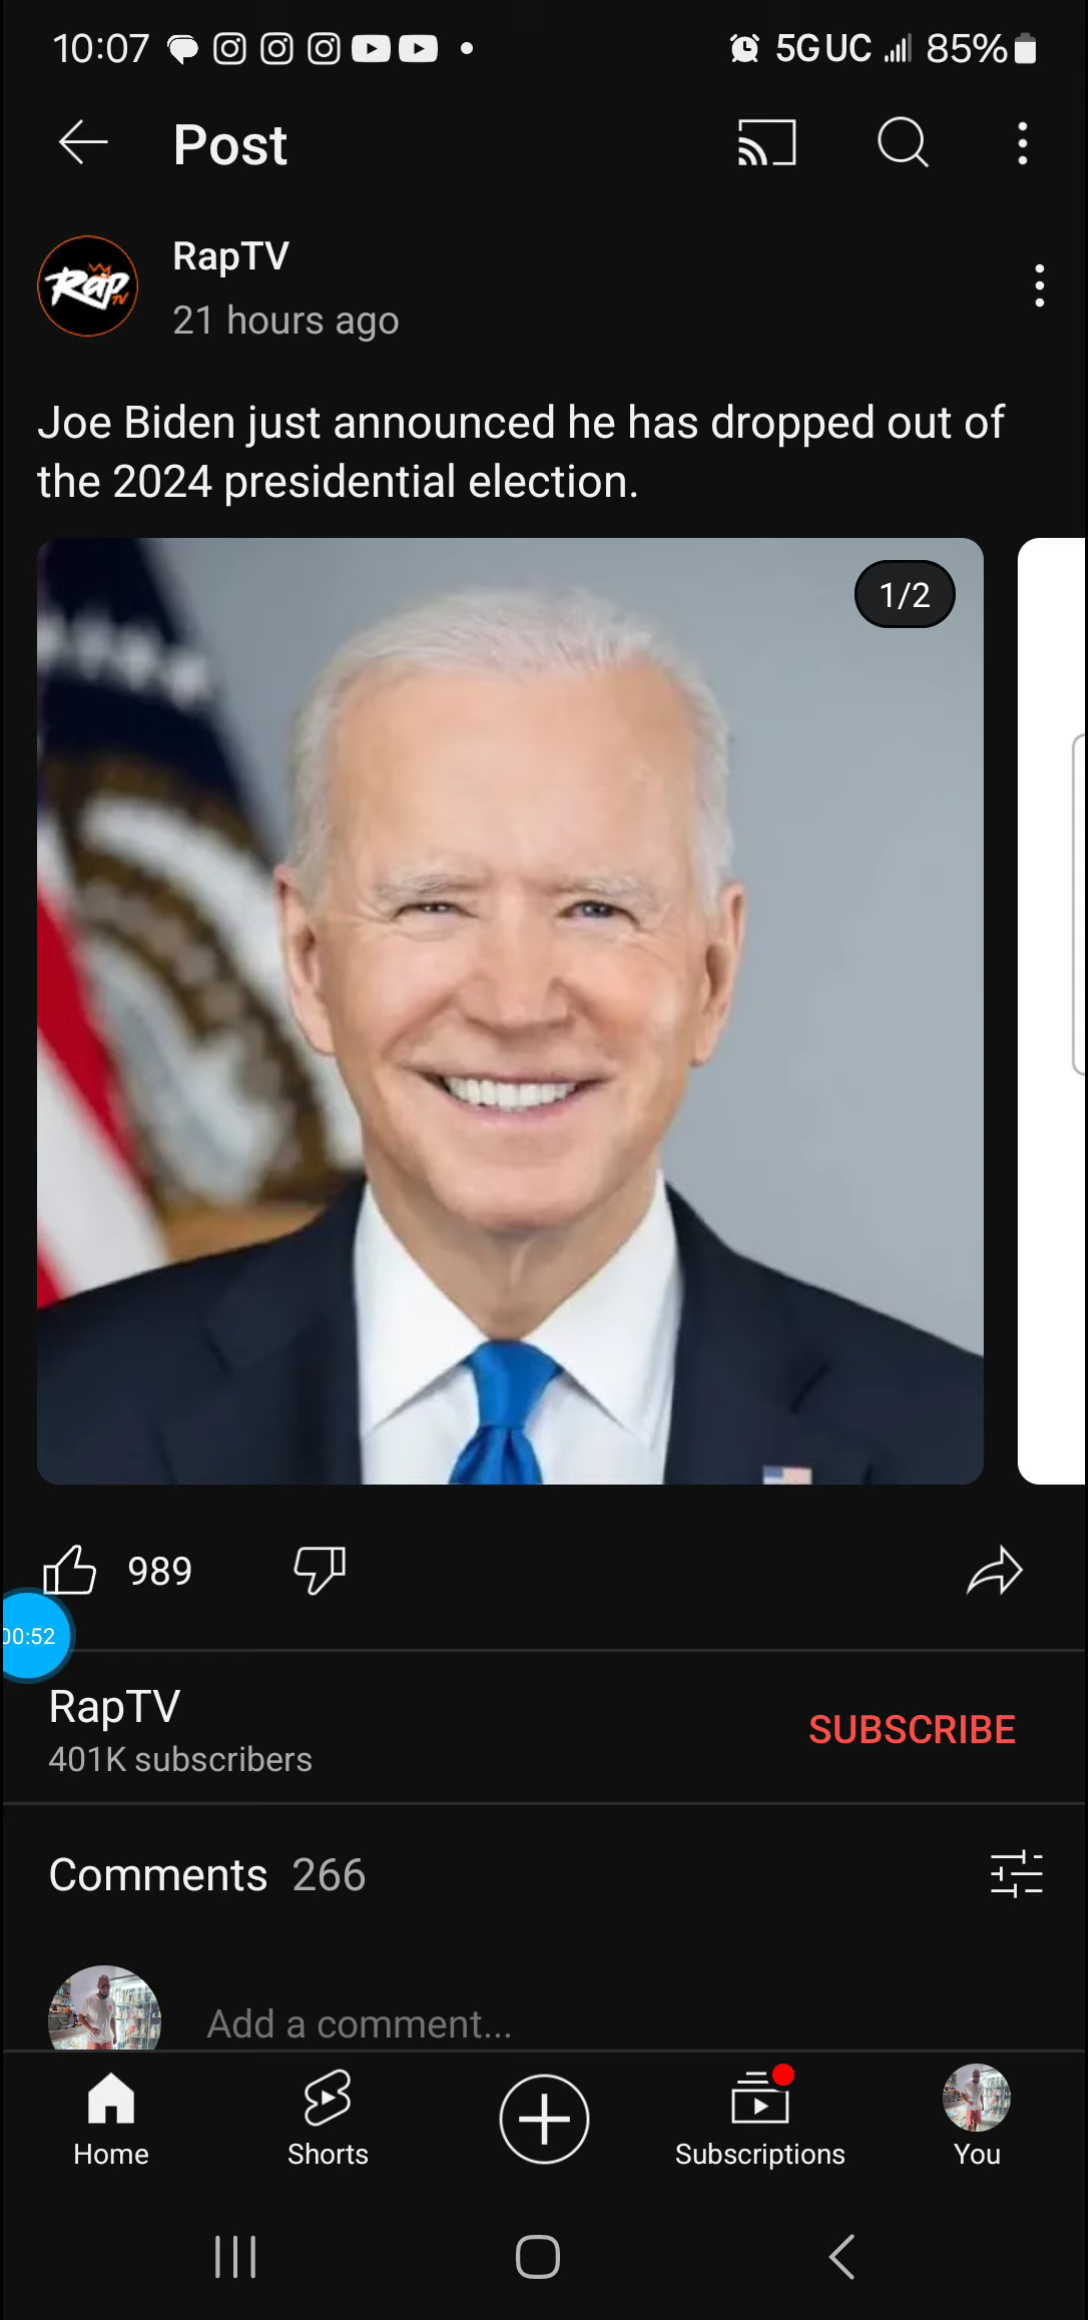 10:07 5G UC 85%
Post
Rap TV
RapTV
21 hours ago
Joe Biden just announced he has dropped out of
the 2024 presidential election.
1/2
989
00:52
RapTV
401K subscribers
SUBSCRIBE
Comments 266
Add a comment...
Home Shorts Subscriptions You